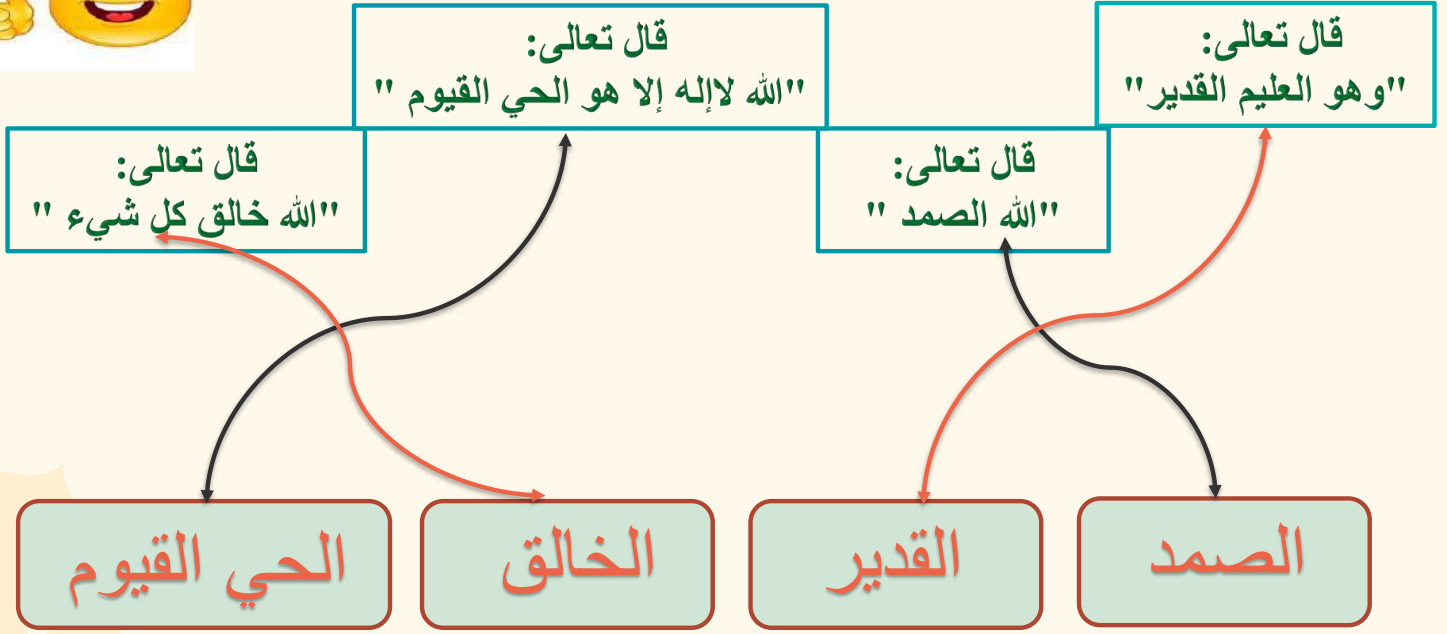 قال تعالى:
"وهو العليم القدير"
قال تعالى:
"الله لاإله إلا هو الحي القيوم "
قال تعالى:
"الله الصمد "
قال تعالى:
"الله خالق كل شيء "
الصمد
القدير
الخالق
الحي القيوم